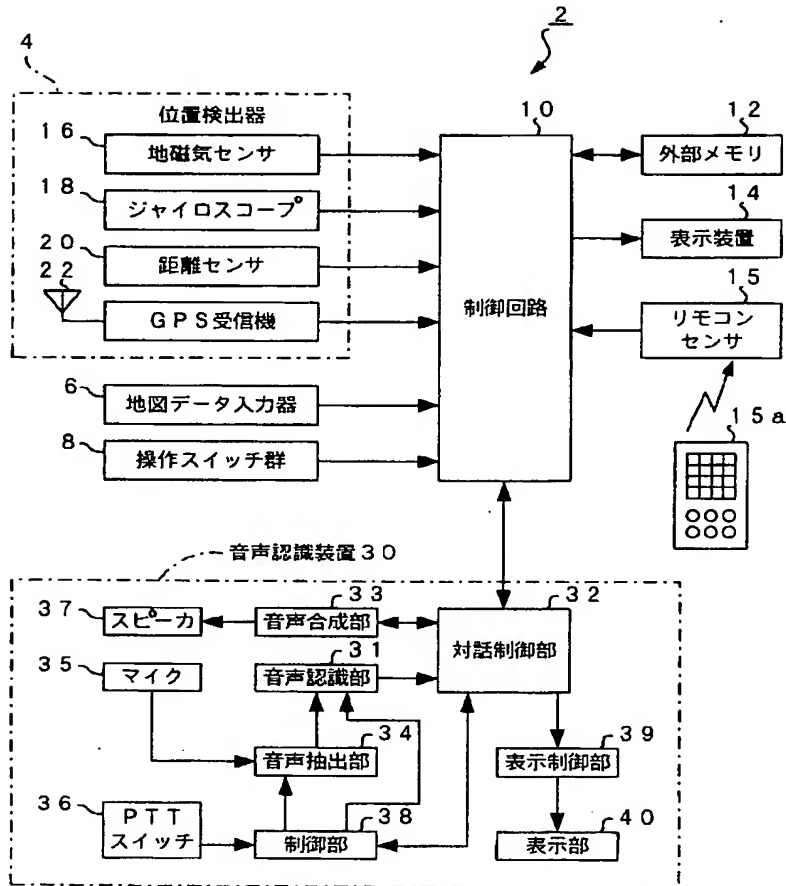 2
4
位置検出器
16
地磁気センサ
18
ジャイロスコープ
20
距離センサ
22
GPS受信機
6
地図データ入力器
8
操作スイッチ群
10
制御回路
12
外部メモリ
14
表示装置
15
リモコン
センサ
15a
音声認識装置30
37
スピーカ
33
音声合成部
32
対話制御部
35
マイク
31
音声認識部
34
音声抽出部
39
表示制御部
36
PTT
スイッチ
38
制御部
40
表示部